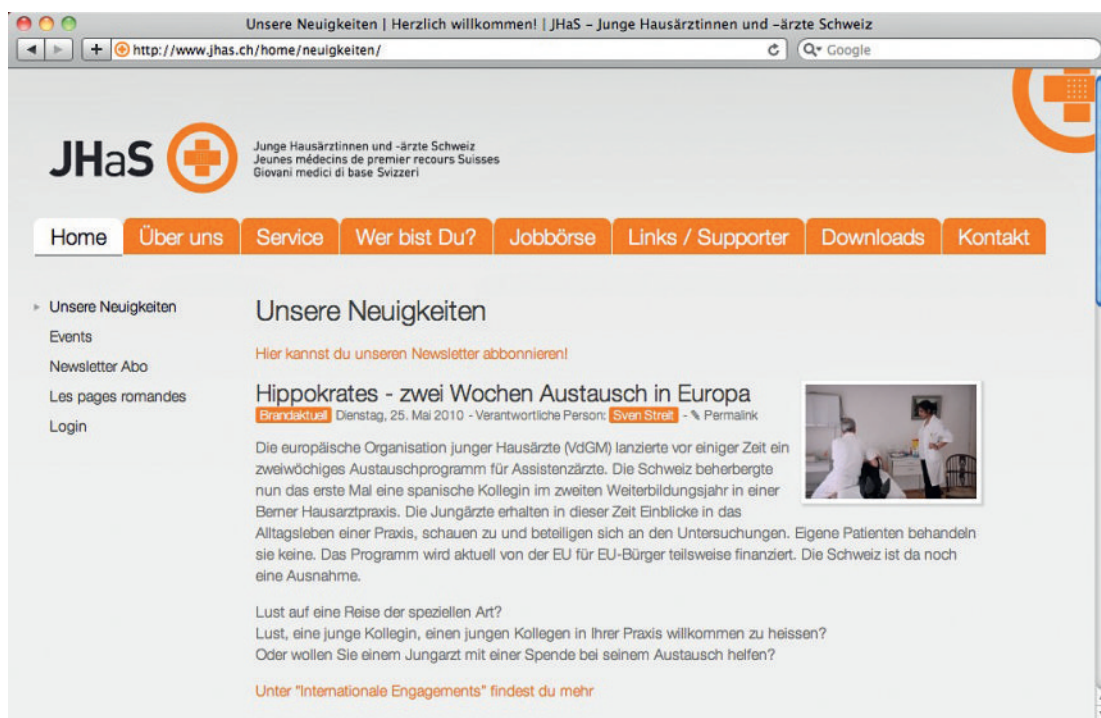 Unsere Neuigkeiten | Herzlich willkommen! | JHaS – Junge Hausärztinnen und –ärzte Schweiz
http://www.jhas.ch/home/neuigkeiten/
Google
JHaS
Junge Hausärztinnen und -ärzte Schweiz
Jeunes médecins de premier recours Suisses
Giovani medici di base Svizzeri
Home Über uns Service Wer bist Du? Jobbörse Links / Supporter Downloads Kontakt
Unsere Neuigkeiten
Events
Newsletter Abo
Les pages romandes
Login
Unsere Neuigkeiten
Hier kannst du unseren Newsletter abbonnieren!
Hippokrates - zwei Wochen Austausch in Europa
Brandaktuell Dienstag, 25. Mai 2010 - Verantwortliche Person: Sven Streit - Permalink
Die europäische Organisation junger Hausärzte (VdGM) lanzierte vor einiger Zeit ein
zweiwöchiges Austauschprogramm für Assistenzärzte. Die Schweiz beherbergte
nun das erste Mal eine spanische Kollegin im zweiten Weiterbildungsjahr in einer
Berner Hausarztpraxis. Die Jungärzte erhalten in dieser Zeit Einblicke in das
Alltagsleben einer Praxis, schauen zu und beteiligen sich an den Untersuchungen. Eigene Patienten behandeln
sie keine. Das Programm wird aktuell von der EU für EU-Bürger teilsweise finanziert. Die Schweiz ist da noch
eine Ausnahme.
Lust auf eine Reise der speziellen Art?
Lust, eine junge Kollegin, einen jungen Kollegen in Ihrer Praxis willkommen zu heissen?
Oder wollen Sie einem Jungarzt mit einer Spende bei seinem Austausch helfen?
Unter "Internationale Engagements" findest du mehr